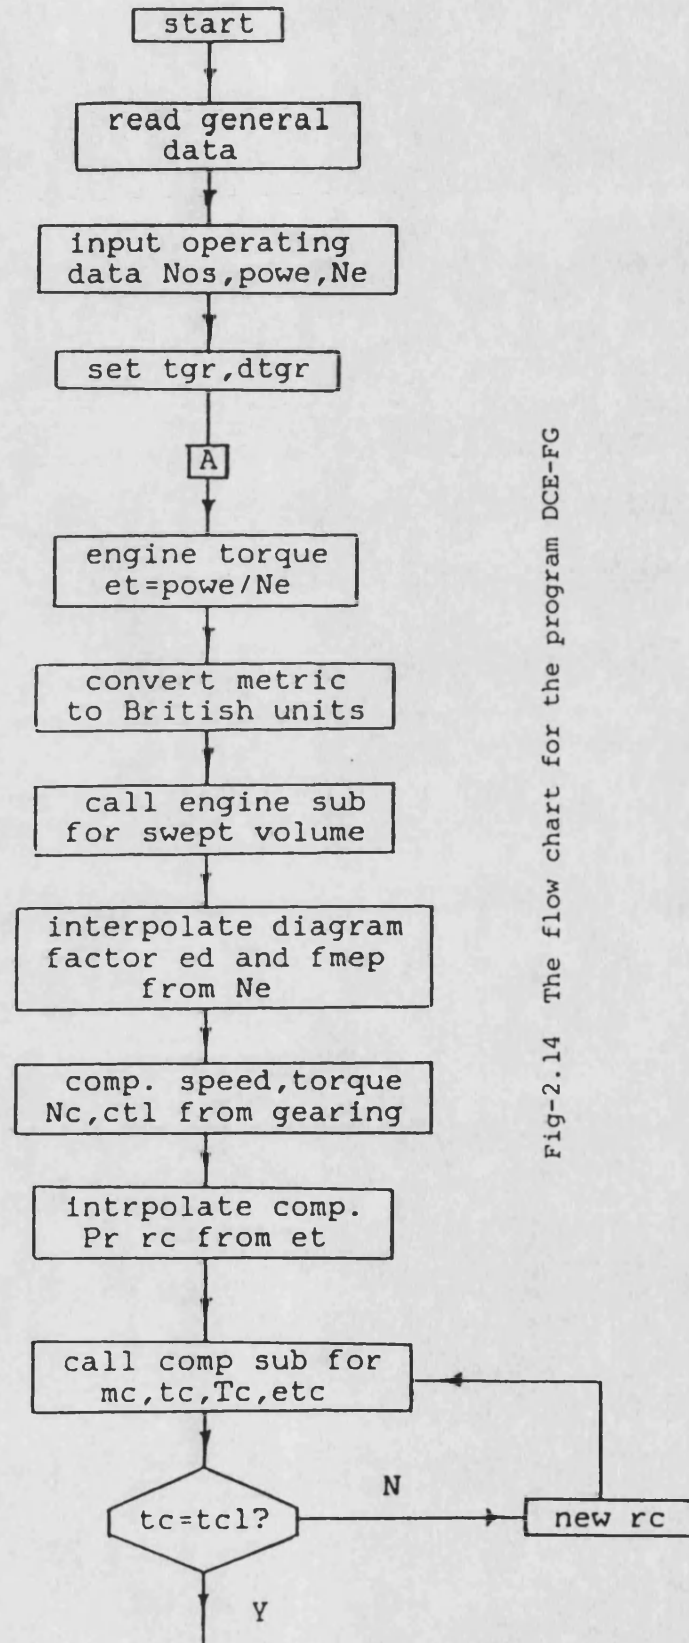 start
read general
data
input operating
data Nos,powe,Ne
set tgr,dtgr
A
engine torque
et=powe/Ne
convert metric
to British units
call engine sub
for swept volume
interpolate diagram
factor ed and fmep
from Ne
comp. speed,torque
Nc,ctl from gearing
intrpolate comp.
Pr rc from et
call comp sub for
mc,tc,Tc,etc
tc=tcl?
N
new rc
Y
Fig-2.14 The flow chart for the program DCE-FG